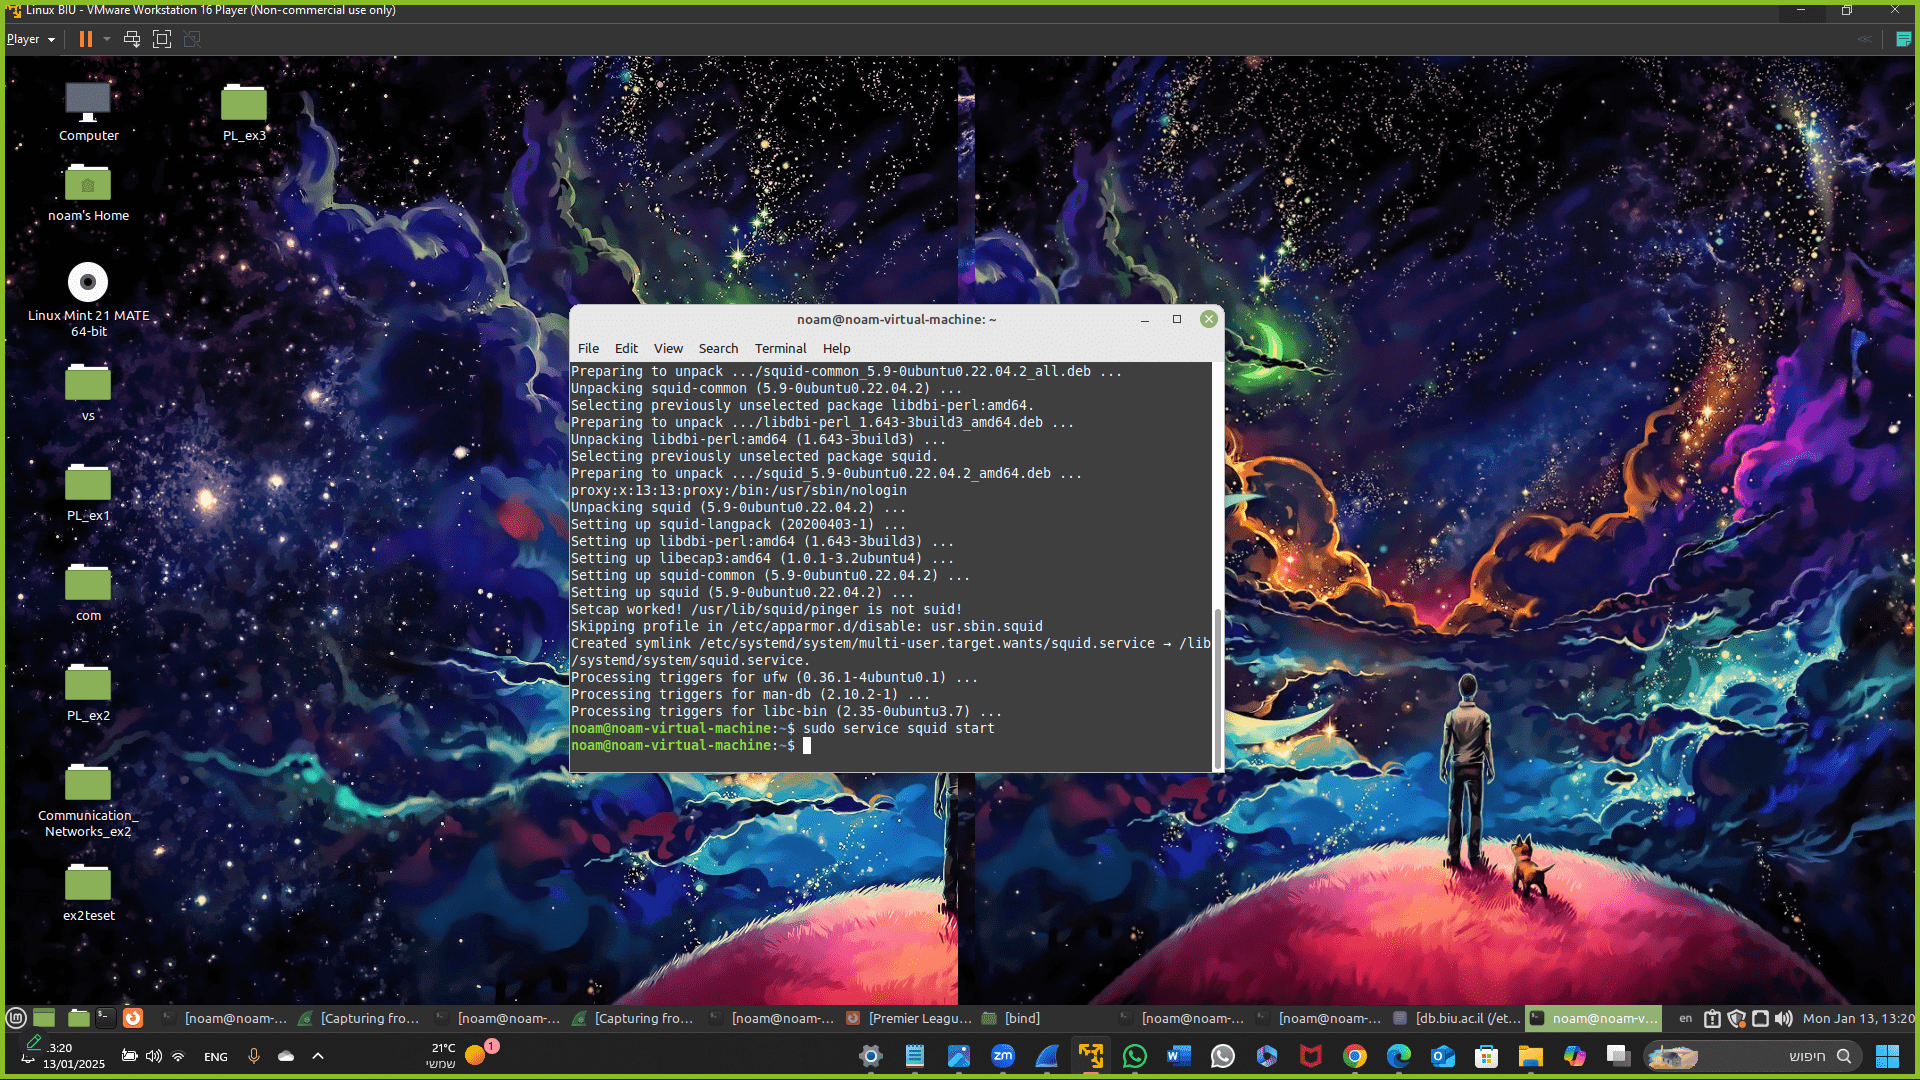 Linux BIU - VMware Workstation 16 Player (Non-commercial use only)
Player
Computer
PL_ex3
noam's Home
Linux Mint 21 MATE
64-bit
vs
PL_ex1
com
PL_ex2
Communication_
Networks_ex2
ex2teset
noam@noam-virtual-machine: ~
File Edit View Search Terminal Help
Preparing to unpack .../squid-common_5.9-0ubuntu0.22.04.2_all.deb ...
Unpacking squid-common (5.9-0ubuntu0.22.04.2) ...
Selecting previously unselected package libdbi-perl:amd64.
Preparing to unpack .../libdbi-perl_1.643-3build3_amd64.deb ...
Unpacking libdbi-perl:amd64 (1.643-3build3) ...
Selecting previously unselected package squid.
Preparing to unpack .../squid_5.9-0ubuntu0.22.04.2_amd64.deb ...
proxy:x:13:13:proxy:/bin:/usr/sbin/nologin
Unpacking squid (5.9-0ubuntu0.22.04.2) ...
Setting up squid-langpack (20200403-1) ...
Setting up libdbi-perl:amd64 (1.643-3build3) ...
Setting up libecap3:amd64 (1.0.1-3.2ubuntu4) ...
Setting up squid-common (5.9-0ubuntu0.22.04.2) ...
Setting up squid (5.9-0ubuntu0.22.04.2) ...
Setcap worked! /usr/lib/squid/pinger is not suid!
Skipping profile in /etc/apparmor.d/disable: usr.sbin.squid
Created symlink /etc/systemd/system/multi-user.target.wants/squid.service → /lib
/systemd/system/squid.service.
Processing triggers for ufw (0.36.1-4ubuntu0.1) ...
Processing triggers for man-db (2.10.2-1) ...
Processing triggers for libc-bin (2.35-0ubuntu3.7) ...
noam@noam-virtual-machine:~$ sudo service squid start
noam@noam-virtual-machine:~$
[noam@noam-... [Capturing fro... [noam@noam-... [Capturing fro... [noam@noam-... [Premier Leagu... [bind] [noam@noam-... [noam@noam-... [db.biu.ac.il (/et... noam@noam-v... en Mon Jan 13, 13:20
13:20
13/01/2025
ENG
21°C
שמשי
1
zm
חיפוש